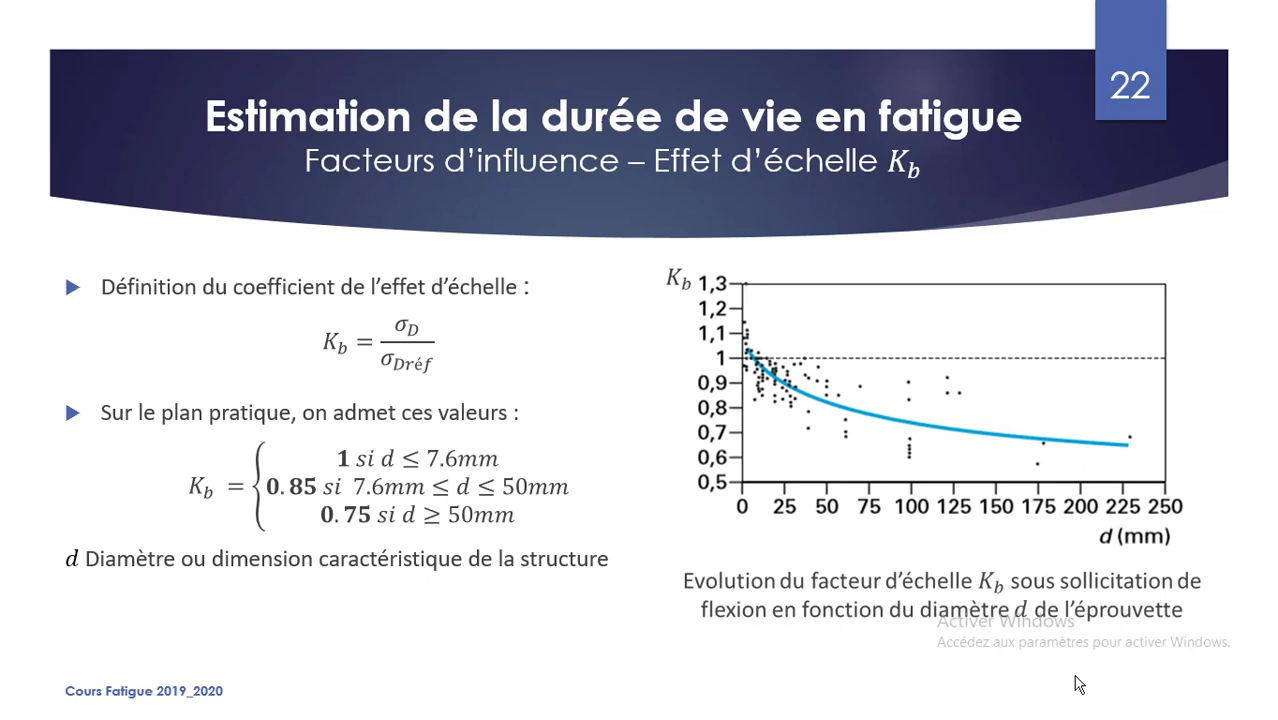 22
Estimation de la durée de vie en fatigue
Facteurs d'influence – Effet d'échelle K_b
Définition du coefficient de l'effet d'échelle :
K_b = σ_D / σ_Dréf
Sur le plan pratique, on admet ces valeurs :
1 si d ≤ 7.6mm
K_b = { 0.85 si 7.6mm ≤ d ≤ 50mm
0.75 si d ≥ 50mm
d Diamètre ou dimension caractéristique de la structure
K_b
1,3
1,2
1,1
1
0,9
0,8
0,7
0,6
0,5
0 25 50 75 100 125 150 175 200 225 250
d (mm)
Evolution du facteur d'échelle K_b sous sollicitation de
flexion en fonction du diamètre d de l'éprouvette
Activer Windows
Accédez aux paramètres pour activer Windows.
Cours Fatigue 2019_2020